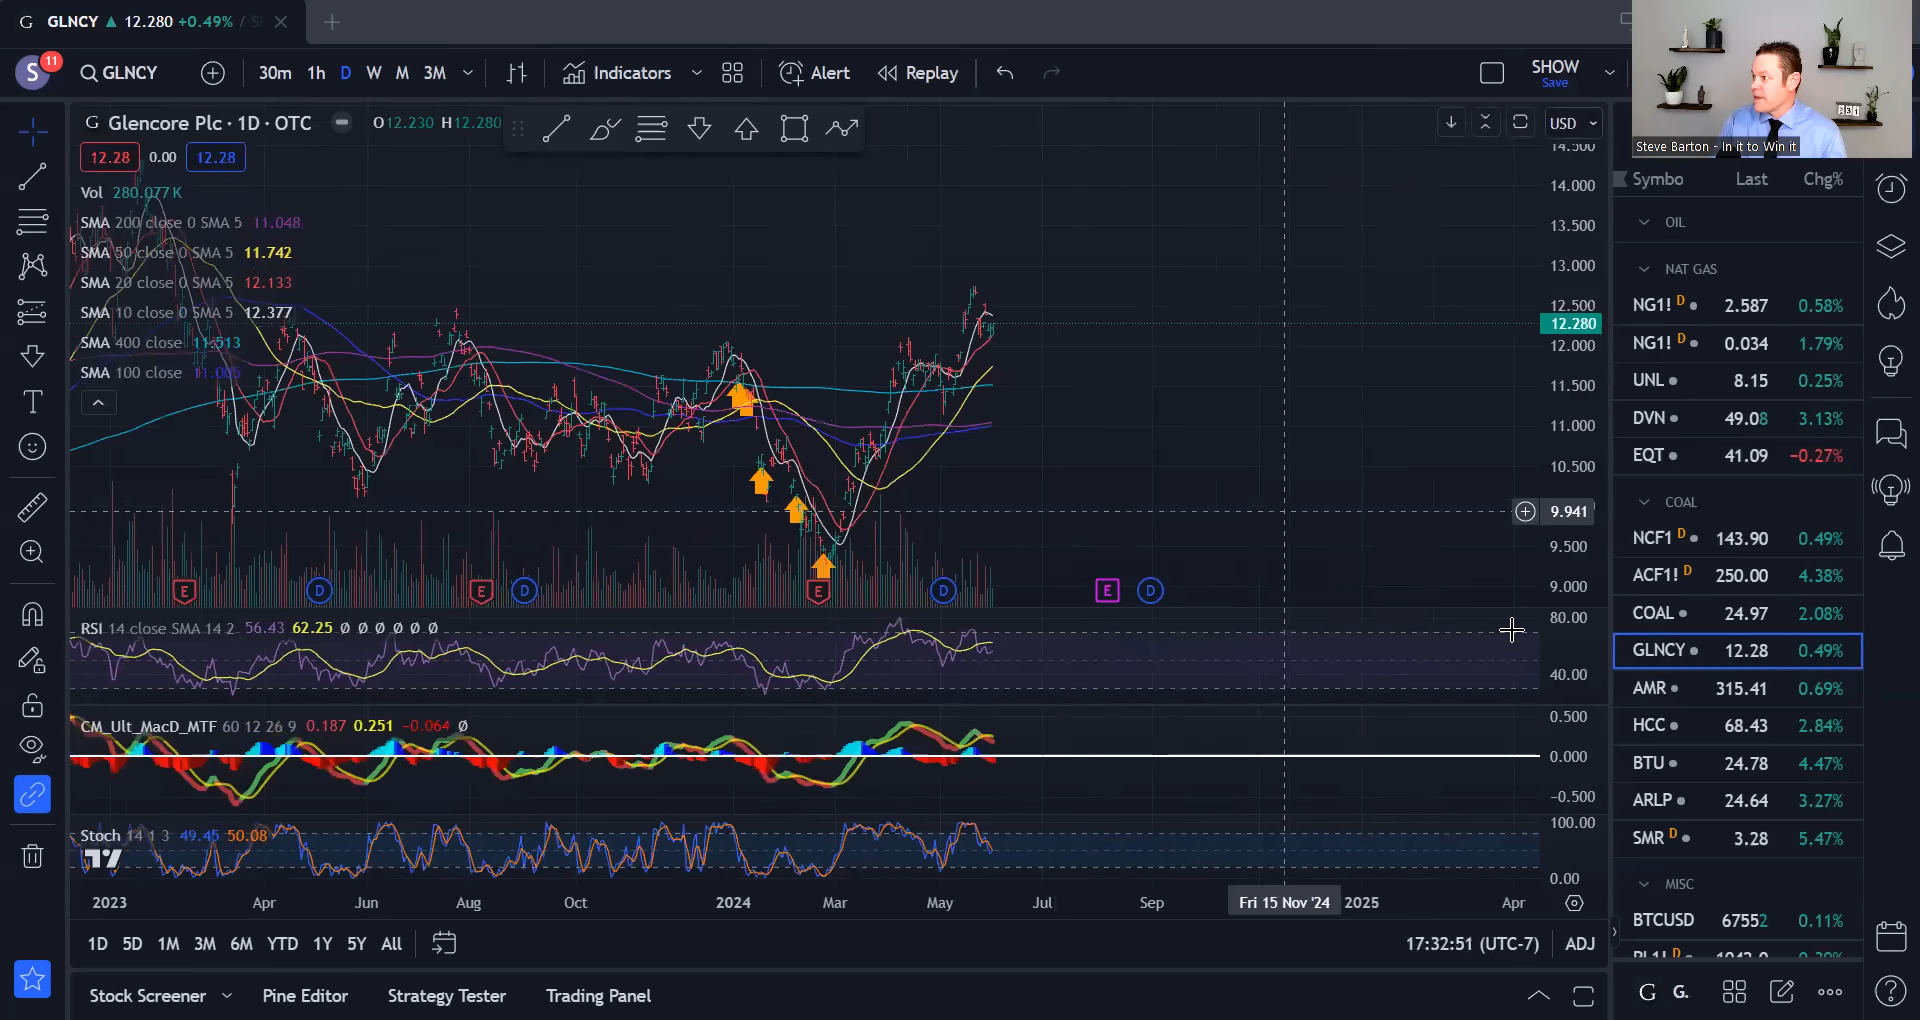 G GLNCY ▲ 12.280 +0.49% /
S 11 GLNCY 30m 1h D W M 3M Indicators Alert Replay SHOW
Save
G Glencore Plc · 1D · OTC O12.230 H12.280
USD
12.28 0.00 12.28
Steve Barton - In it to Win it
Vol 280.077K
SMA 200 close 0 SMA 5 11.048
SMA 50 close 0 SMA 5 11.742
SMA 20 close 0 SMA 5 12.133
SMA 10 close 0 SMA 5 12.377
SMA 400 close 11.513
SMA 100 close
14.500
14.000
13.500
13.000
12.500
12.280
12.000
11.500
11.000
10.500
9.941
9.500
9.000
E D E D E D E D
RSI 14 close SMA 14 2 56.43 62.25 Ø Ø Ø Ø Ø Ø
80.00
40.00
CM_Ult_MacD_MTF 60 12 26 9 0.187 0.251 −0.064 Ø
0.500
0.000
−0.500
Stoch 14 1 3 49.45 50.08
100.00
0.00
2023 Apr Jun Aug Oct 2024 Mar May Jul Sep Fri 15 Nov '24 2025 Apr
1D 5D 1M 3M 6M YTD 1Y 5Y All 17:32:51 (UTC-7) ADJ
Stock Screener Pine Editor Strategy Tester Trading Panel
Symbo Last Chg%
OIL
NAT GAS
NG1! D 2.587 0.58%
NG1! D 0.034 1.79%
UNL 8.15 0.25%
DVN 49.08 3.13%
EQT 41.09 −0.27%
COAL
NCF1 D 143.90 0.49%
ACF1! D 250.00 4.38%
COAL 24.97 2.08%
GLNCY 12.28 0.49%
AMR 315.41 0.69%
HCC 68.43 2.84%
BTU 24.78 4.47%
ARLP 24.64 3.27%
SMR D 3.28 5.47%
MISC
BTCUSD 67552 0.11%
G G.